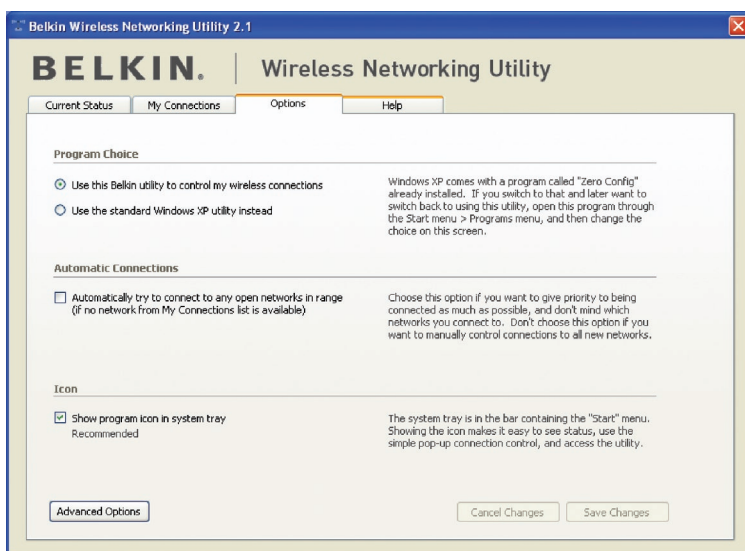 Belkin Wireless Networking Utility 2.1
BELKIN. Wireless Networking Utility
Current Status
My Connections
Options
Help
Program Choice
Use this Belkin utility to control my wireless connections
Use the standard Windows XP utility instead
Windows XP comes with a program called "Zero Config"
already installed. If you switch to that and later want to
switch back to using this utility, open this program through
the Start menu > Programs menu, and then change the
choice on this screen.
Automatic Connections
Automatically try to connect to any open networks in range
(if no network from My Connections list is available)
Choose this option if you want to give priority to being
connected as much as possible, and don't mind which
networks you connect to. Don't choose this option if you
want to manually control connections to all new networks.
Icon
Show program icon in system tray
Recommended
The system tray is in the bar containing the "Start" menu.
Showing the icon makes it easy to see status, use the
simple pop-up connection control, and access the utility.
Advanced Options
Cancel Changes
Save Changes